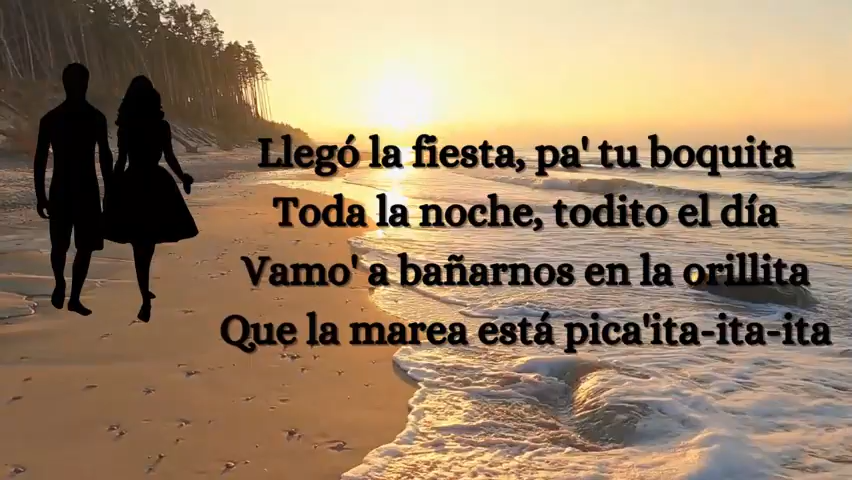 Llegó la fiesta, pa' tu boquita
Toda la noche, todito el día
Vamo' a bañarnos en la orillita
Que la marea está pica'ita-ita-ita